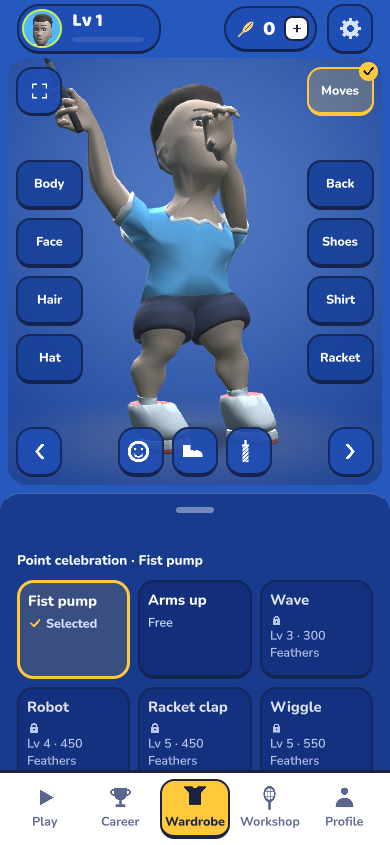 Lv 1
0
+
Moves
Body
Back
Face
Shoes
Hair
Shirt
Hat
Racket
Point celebration · Fist pump
Fist pump
Selected
Arms up
Free
Wave
Lv 3 · 300
Feathers
Robot
Lv 4 · 450
Feathers
Racket clap
Lv 5 · 450
Feathers
Wiggle
Lv 5 · 550
Feathers
Play
Career
Wardrobe
Workshop
Profile